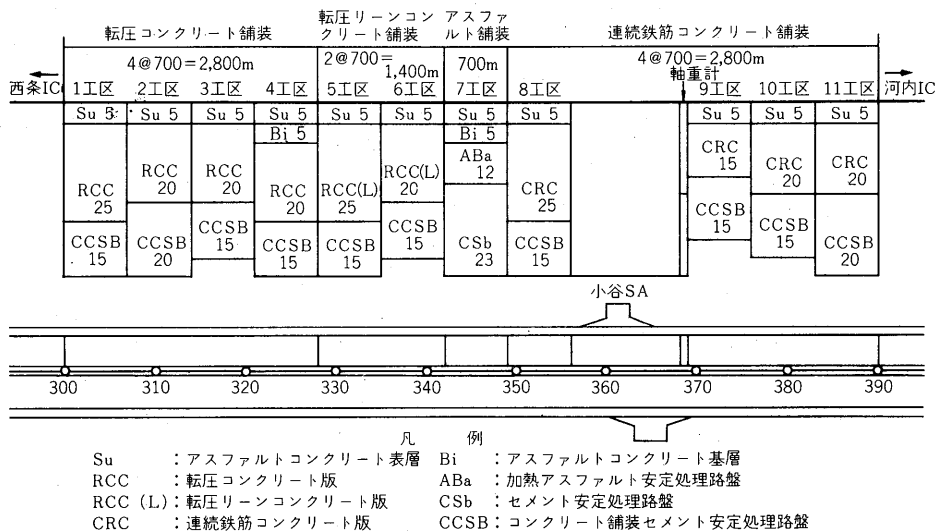 転圧コンクリート舗装
転圧リーンコンクリート舗装
アスファルト舗装
連続鉄筋コンクリート舗装
4@700=2,800m
2@700=1,400m
700m
4@700=2,800m
軸重計
西条IC 1工区 2工区 3工区 4工区 5工区 6工区 7工区 8工区 9工区 10工区 11工区 河内IC
Su 5 Su 5 Su 5 Su 5 Su 5 Su 5 Su 5 Su 5 Su 5 Su 5 Su 5
Bi 5 Bi 5
RCC 25
CCSB 15
RCC 20
CCSB 20
RCC 20
CCSB 15
RCC 20
CCSB 15
RCC(L) 25
CCSB 15
RCC(L) 20
CCSB 15
ABa 12
CSb 23
CRC 25
CCSB 15
CRC 15
CCSB 15
CRC 20
CCSB 15
CRC 20
CCSB 20
小谷SA
300 310 320 330 340 350 360 370 380 390
凡 例
Su :アスファルトコンクリート表層 Bi :アスファルトコンクリート基層
RCC :転圧コンクリート版 ABa :加熱アスファルト安定処理路盤
RCC (L) :転圧リーンコンクリート版 CSb :セメント安定処理路盤
CRC :連続鉄筋コンクリート版 CCSB:コンクリート舗装セメント安定処理路盤